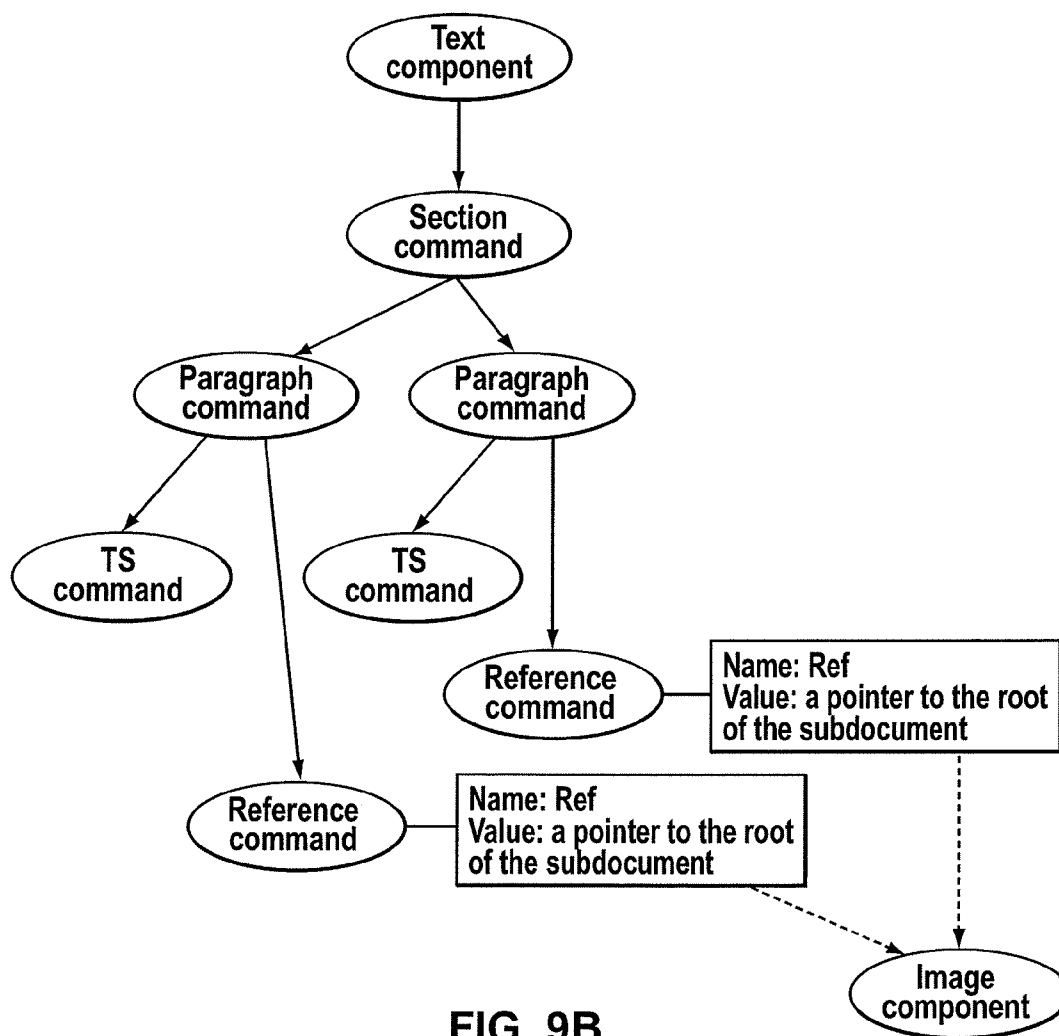 Text
component
Section
command
Paragraph
command
Paragraph
command
TS
command
TS
command
Reference
command
Name: Ref
Value: a pointer to the root
of the subdocument
Reference
command
Name: Ref
Value: a pointer to the root
of the subdocument
Image
component
FIG. 9B